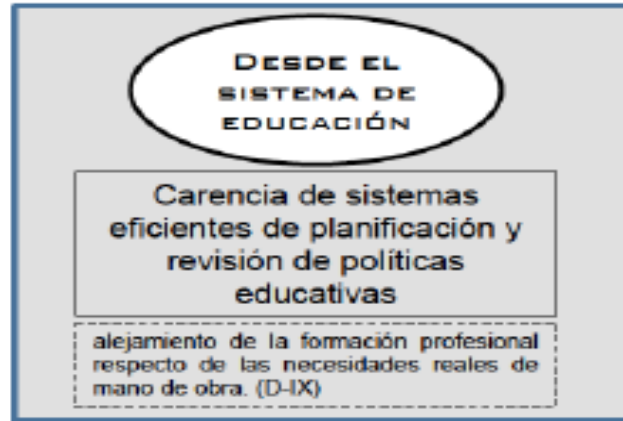 DESDE EL
SISTEMA DE
EDUCACIÓN
Carencia de sistemas
eficientes de planificación y
revisión de políticas
educativas
alejamiento de la formación profesional
respecto de las necesidades reales de
mano de obra. (D-IX)